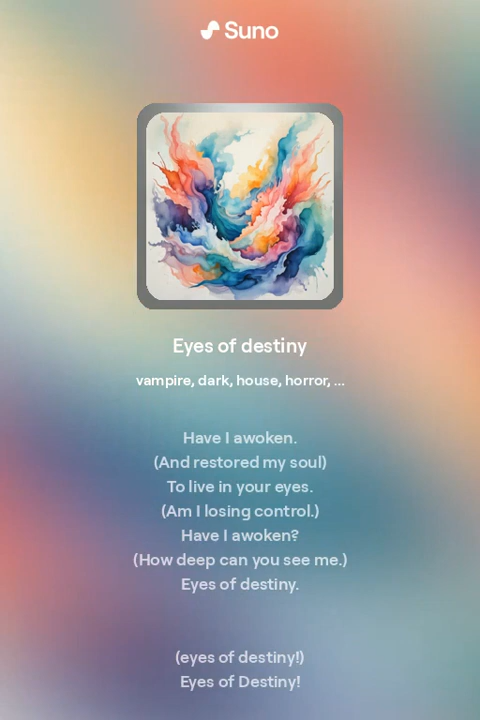 Suno
Eyes of destiny
vampire, dark, house, horror, ...
Have I awoken.
(And restored my soul)
To live in your eyes.
(Am I losing control.)
Have I awoken?
(How deep can you see me.)
Eyes of destiny.
(eyes of destiny!)
Eyes of Destiny!